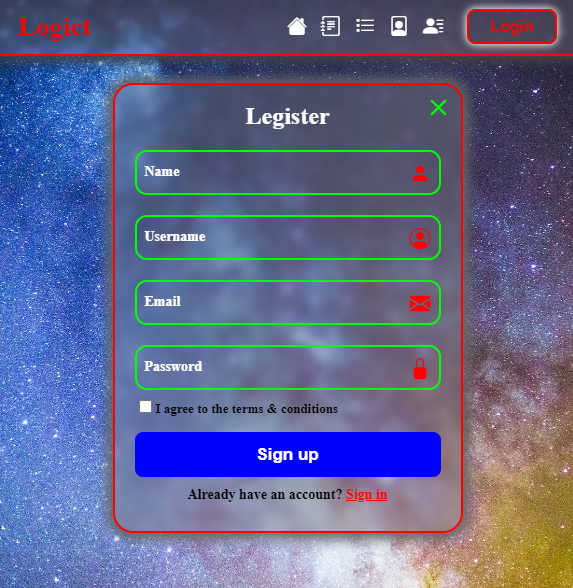 Logict
Login
Legister
Name
Username
Email
Password
I agree to the terms & conditions
Sign up
Already have an account? Sign in